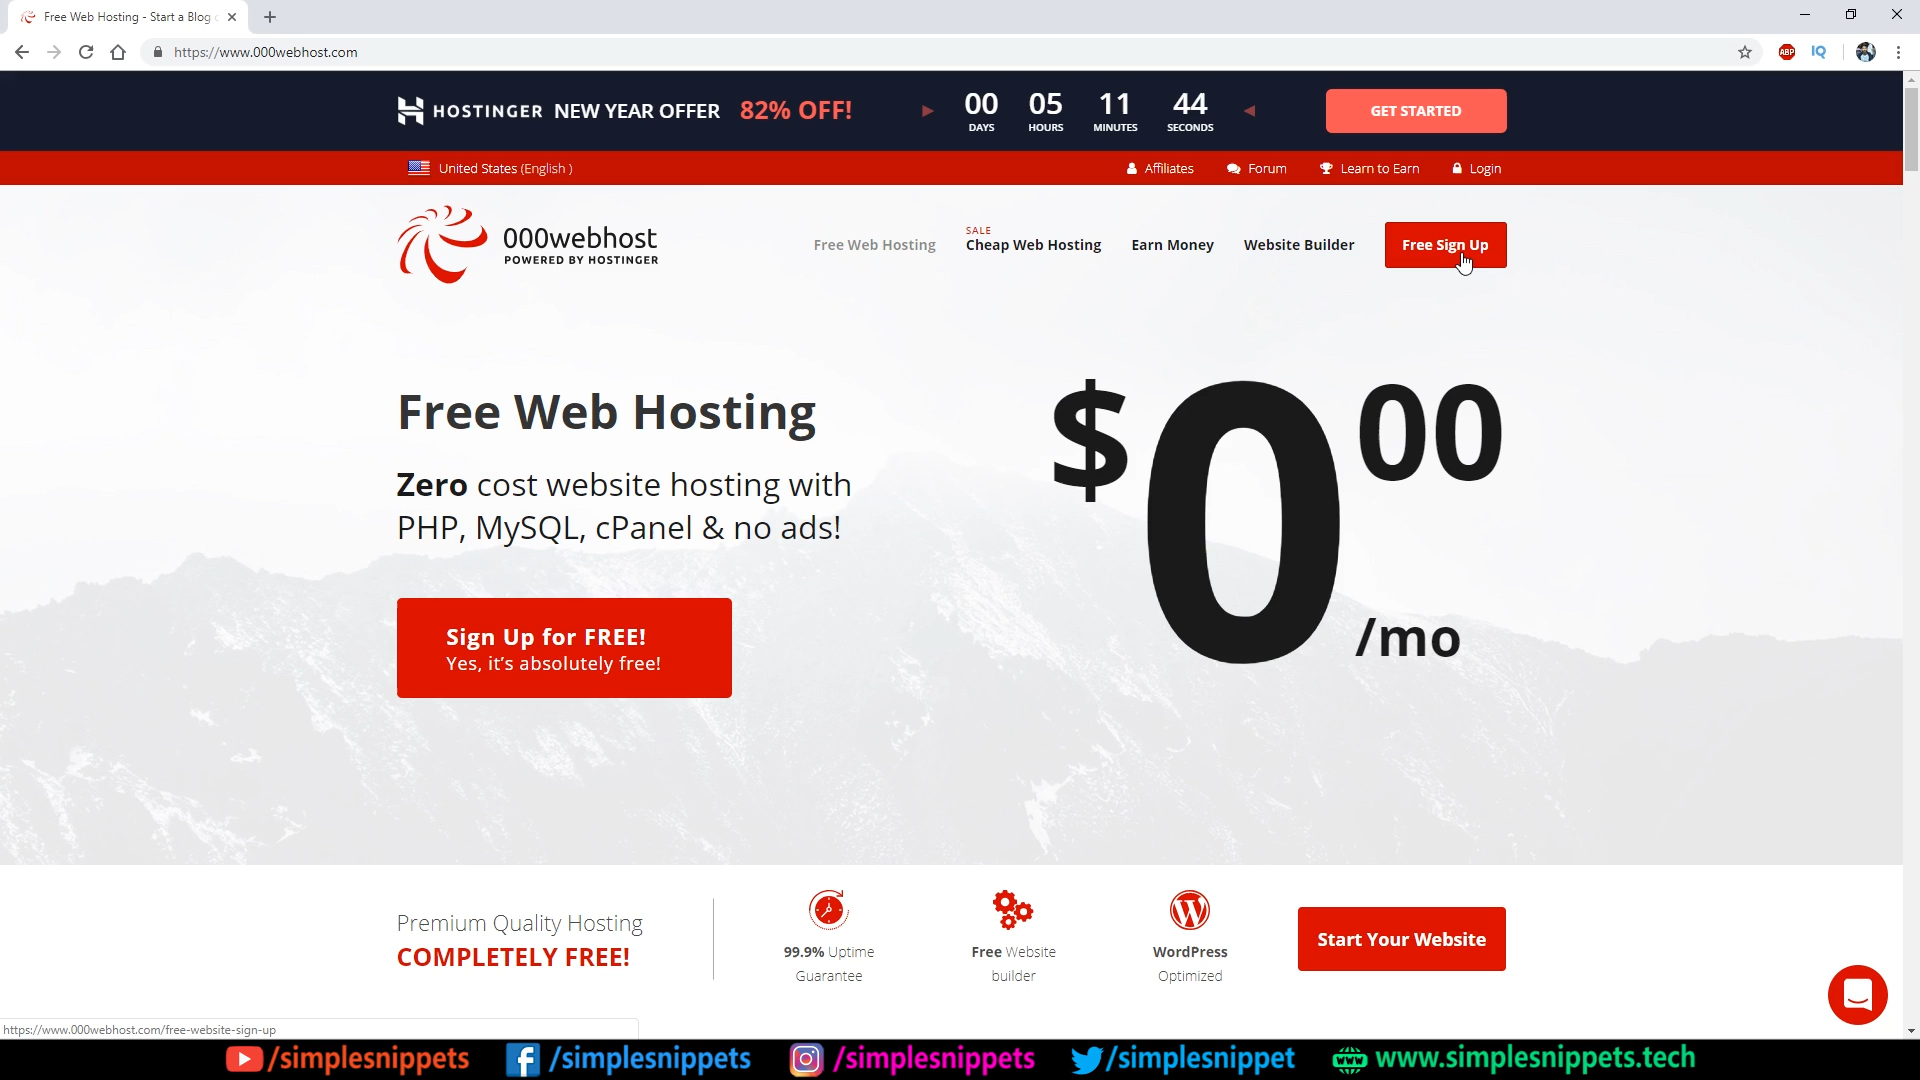 Free Web Hosting - Start a Blog
https://www.000webhost.com
ABP
IQ
HOSTINGER NEW YEAR OFFER 82% OFF!
00 05 11 44
DAYS HOURS MINUTES SECONDS
GET STARTED
United States (English )
Affiliates Forum Learn to Earn Login
000webhost
POWERED BY HOSTINGER
Free Web Hosting
SALE
Cheap Web Hosting
Earn Money
Website Builder
Free Sign Up
Free Web Hosting
Zero cost website hosting with
PHP, MySQL, cPanel & no ads!
Sign Up for FREE!
Yes, it's absolutely free!
$0 00
/mo
Premium Quality Hosting
COMPLETELY FREE!
99.9% Uptime
Guarantee
Free Website
builder
WordPress
Optimized
Start Your Website
https://www.000webhost.com/free-website-sign-up
/simplesnippets /simplesnippets /simplesnippets /simplesnippet www www.simplesnippets.tech